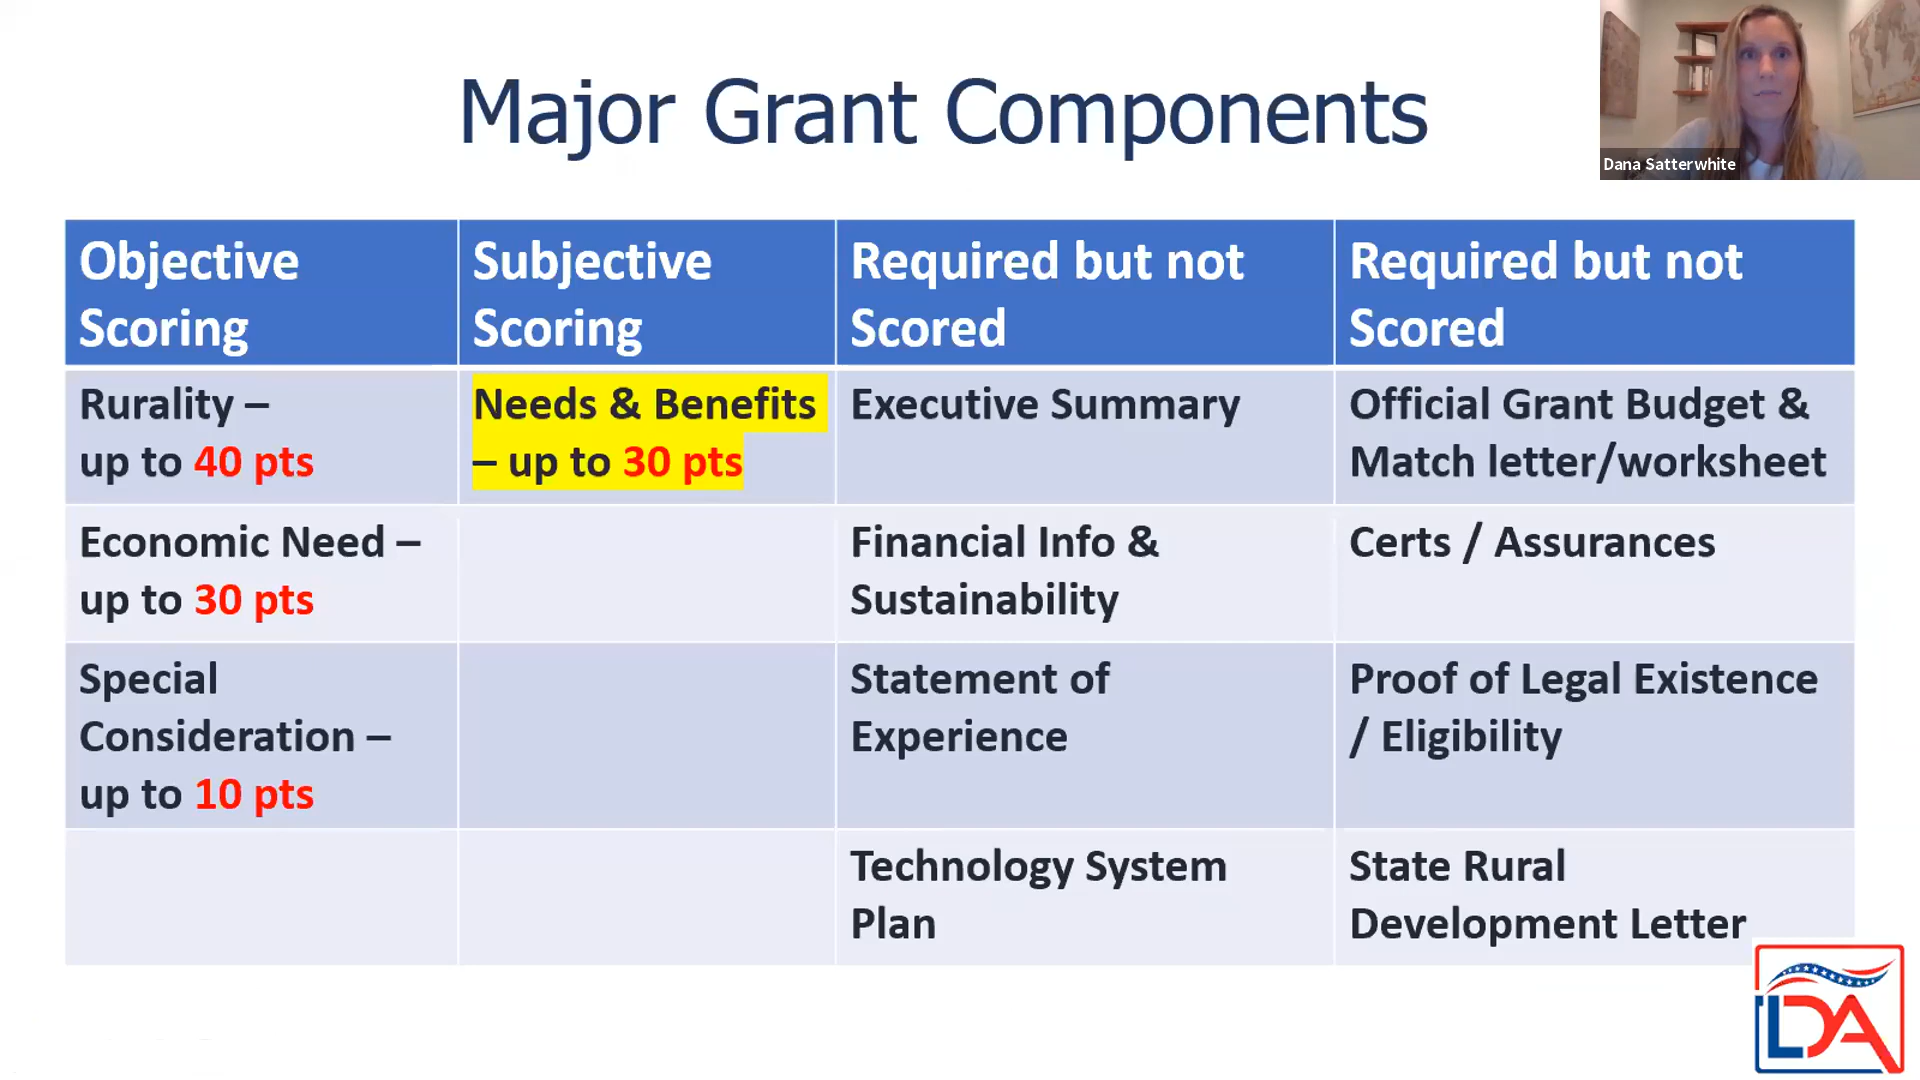 Major Grant Components
Dana Satterwhite
Objective
Scoring
Subjective
Scoring
Required but not
Scored
Required but not
Scored
Rurality –
up to 40 pts
Needs & Benefits
– up to 30 pts
Executive Summary
Official Grant Budget &
Match letter/worksheet
Economic Need –
up to 30 pts
Financial Info &
Sustainability
Certs / Assurances
Special
Consideration –
up to 10 pts
Statement of
Experience
Proof of Legal Existence
/ Eligibility
Technology System
Plan
State Rural
Development Letter
LDA